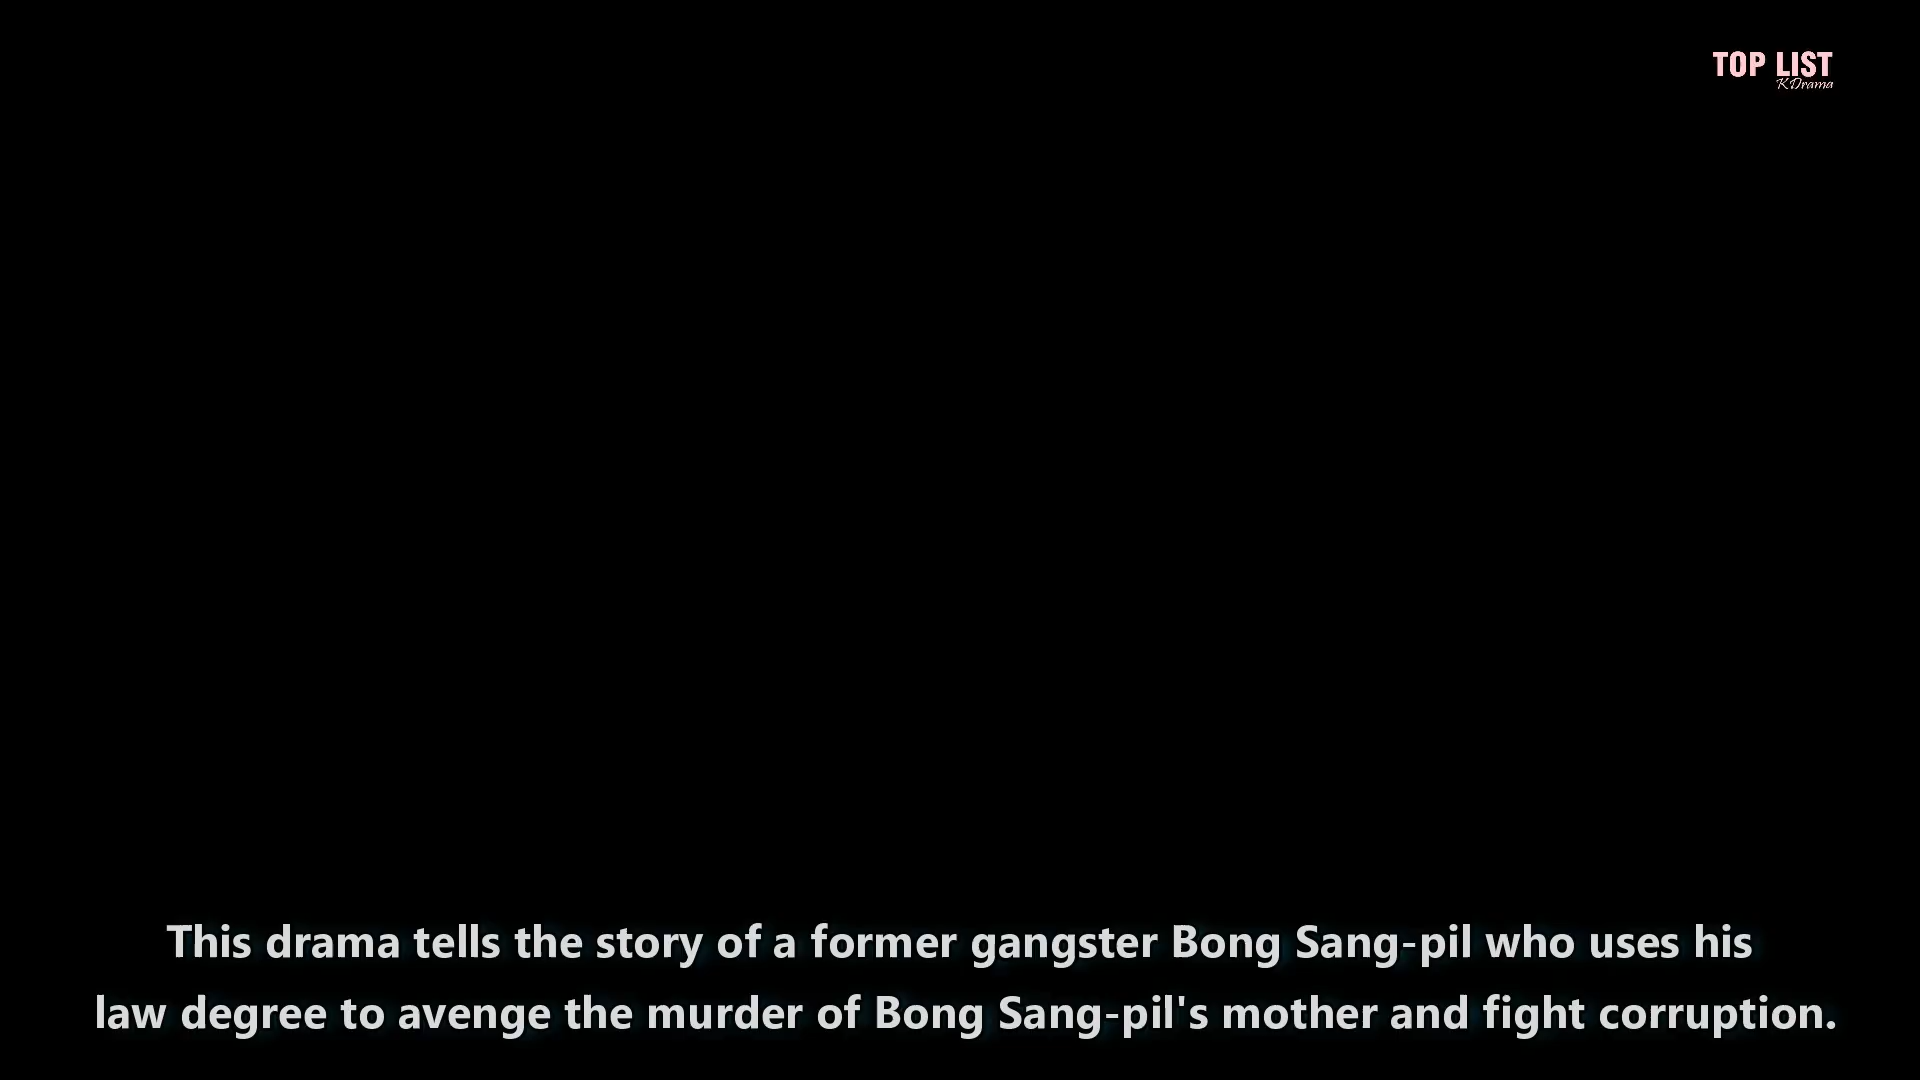 TOP LIST
KDrama
This drama tells the story of a former gangster Bong Sang-pil who uses his
law degree to avenge the murder of Bong Sang-pil's mother and fight corruption.